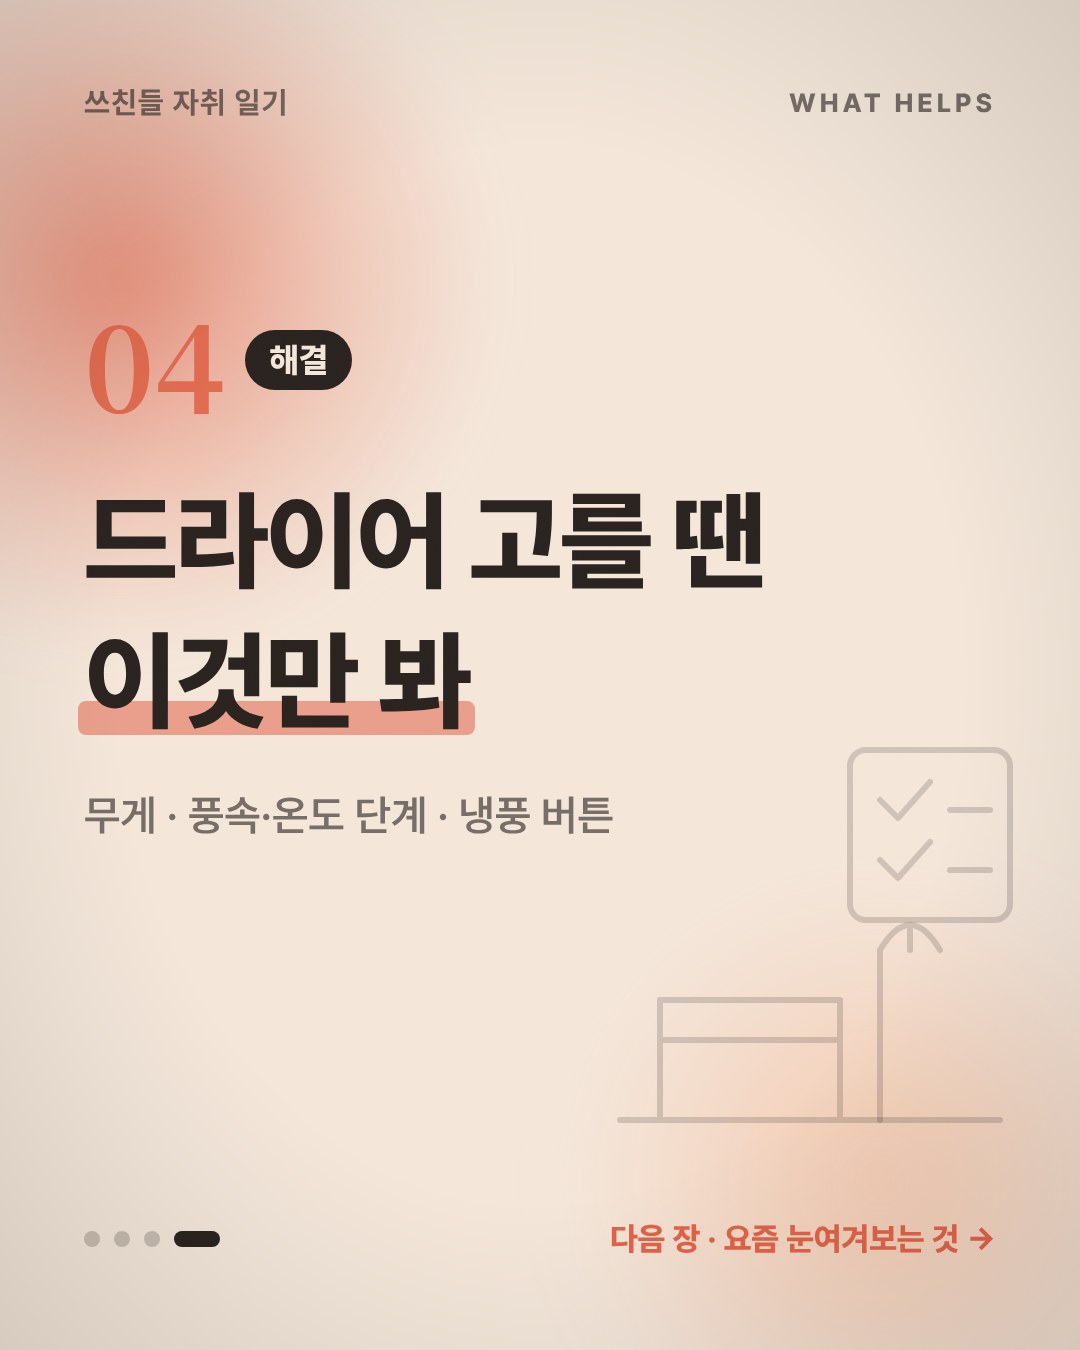 쓰친들 자취 일기
WHAT HELPS
04
해결
드라이어 고를 땐
이것만 봐
무게 · 풍속·온도 단계 · 냉풍 버튼
다음 장 · 요즘 눈여겨보는 것 →